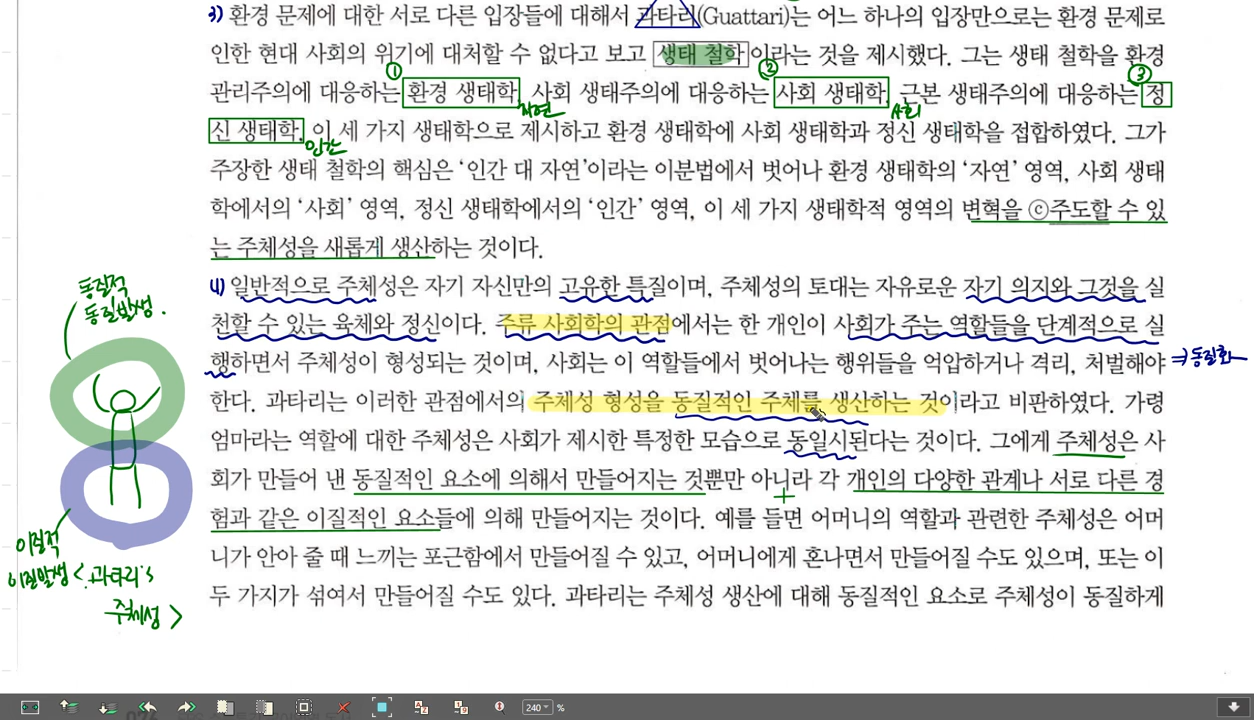 3) 환경 문제에 대한 서로 다른 입장들에 대해서 과타리(Guattari)는 어느 하나의 입장만으로는 환경 문제로
인한 현대 사회의 위기에 대처할 수 없다고 보고 생태 철학이라는 것을 제시했다. 그는 생태 철학을 환경
① ② ③
관리주의에 대응하는 환경 생태학, 사회 생태주의에 대응하는 사회 생태학, 근본 생태주의에 대응하는 정
자연 사회
신 생태학, 이 세 가지 생태학으로 제시하고 환경 생태학에 사회 생태학과 정신 생태학을 접합하였다. 그가
인간
주장한 생태 철학의 핵심은 ‘인간 대 자연’이라는 이분법에서 벗어나 환경 생태학의 ‘자연’ 영역, 사회 생태
학에서의 ‘사회’ 영역, 정신 생태학에서의 ‘인간’ 영역, 이 세 가지 생태학적 영역의 변혁을 ⓒ주도할 수 있
는 주체성을 새롭게 생산하는 것이다.
4) 일반적으로 주체성은 자기 자신만의 고유한 특질이며, 주체성의 토대는 자유로운 자기 의지와 그것을 실
천할 수 있는 육체와 정신이다. 주류 사회학의 관점에서는 한 개인이 사회가 주는 역할들을 단계적으로 실
행하면서 주체성이 형성되는 것이며, 사회는 이 역할들에서 벗어나는 행위들을 억압하거나 격리, 처벌해야 ⇒동질화
한다. 과타리는 이러한 관점에서의 주체성 형성을 동질적인 주체를 생산하는 것이라고 비판하였다. 가령
엄마라는 역할에 대한 주체성은 사회가 제시한 특정한 모습으로 동일시된다는 것이다. 그에게 주체성은 사
회가 만들어 낸 동질적인 요소에 의해서 만들어지는 것뿐만 아니라 각 개인의 다양한 관계나 서로 다른 경
+
험과 같은 이질적인 요소들에 의해 만들어지는 것이다. 예를 들면 어머니의 역할과 관련한 주체성은 어머
니가 안아 줄 때 느끼는 포근함에서 만들어질 수 있고, 어머니에게 혼나면서 만들어질 수도 있으며, 또는 이
두 가지가 섞여서 만들어질 수도 있다. 과타리는 주체성 생산에 대해 동질적인 요소로 주체성이 동질하게
동질적
동질발생.
이질적
이질발생 < 과타리's
주체성 >
240 %